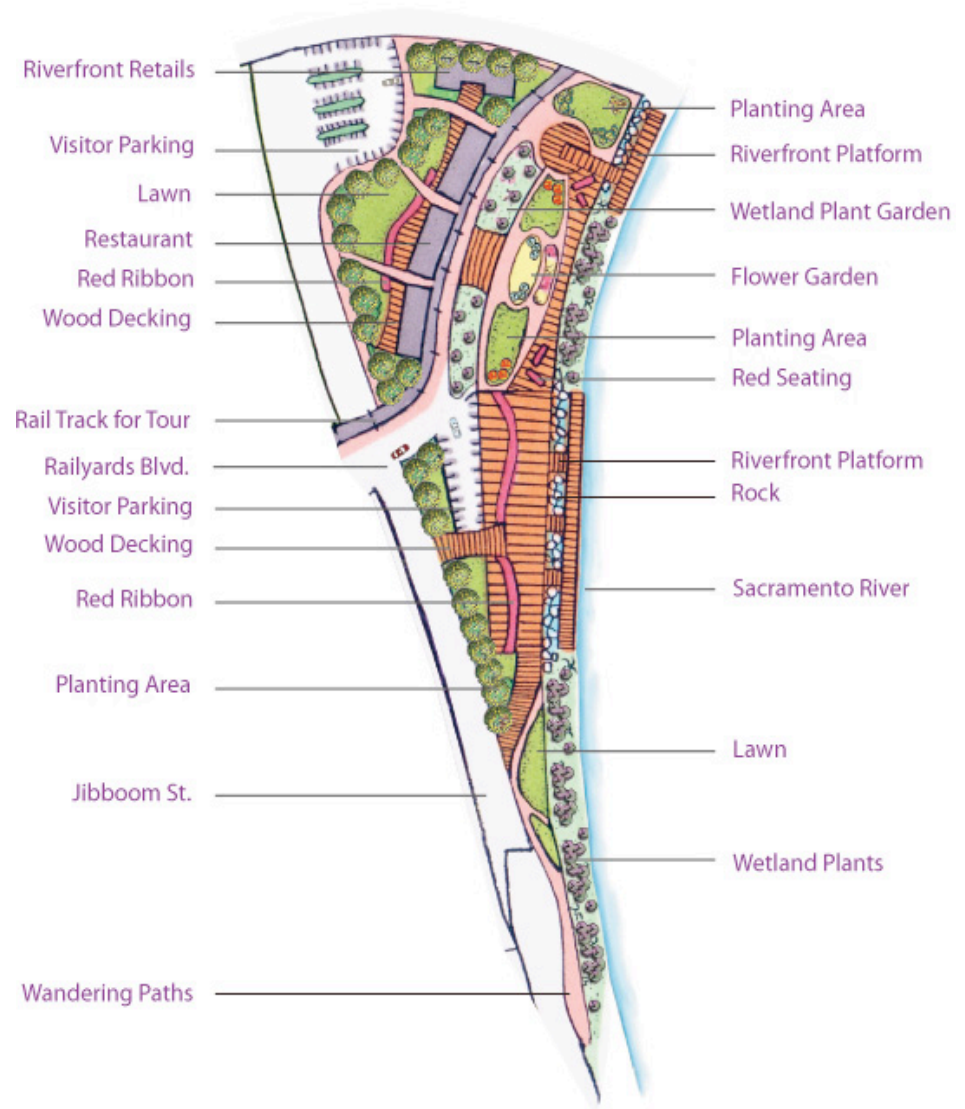 Riverfront Retails
Visitor Parking
Lawn
Restaurant
Red Ribbon
Wood Decking
Rail Track for Tour
Railyards Blvd.
Visitor Parking
Wood Decking
Red Ribbon
Planting Area
Jibboom St.
Wandering Paths
Planting Area
Riverfront Platform
Wetland Plant Garden
Flower Garden
Planting Area
Red Seating
Riverfront Platform
Rock
Sacramento River
Lawn
Wetland Plants